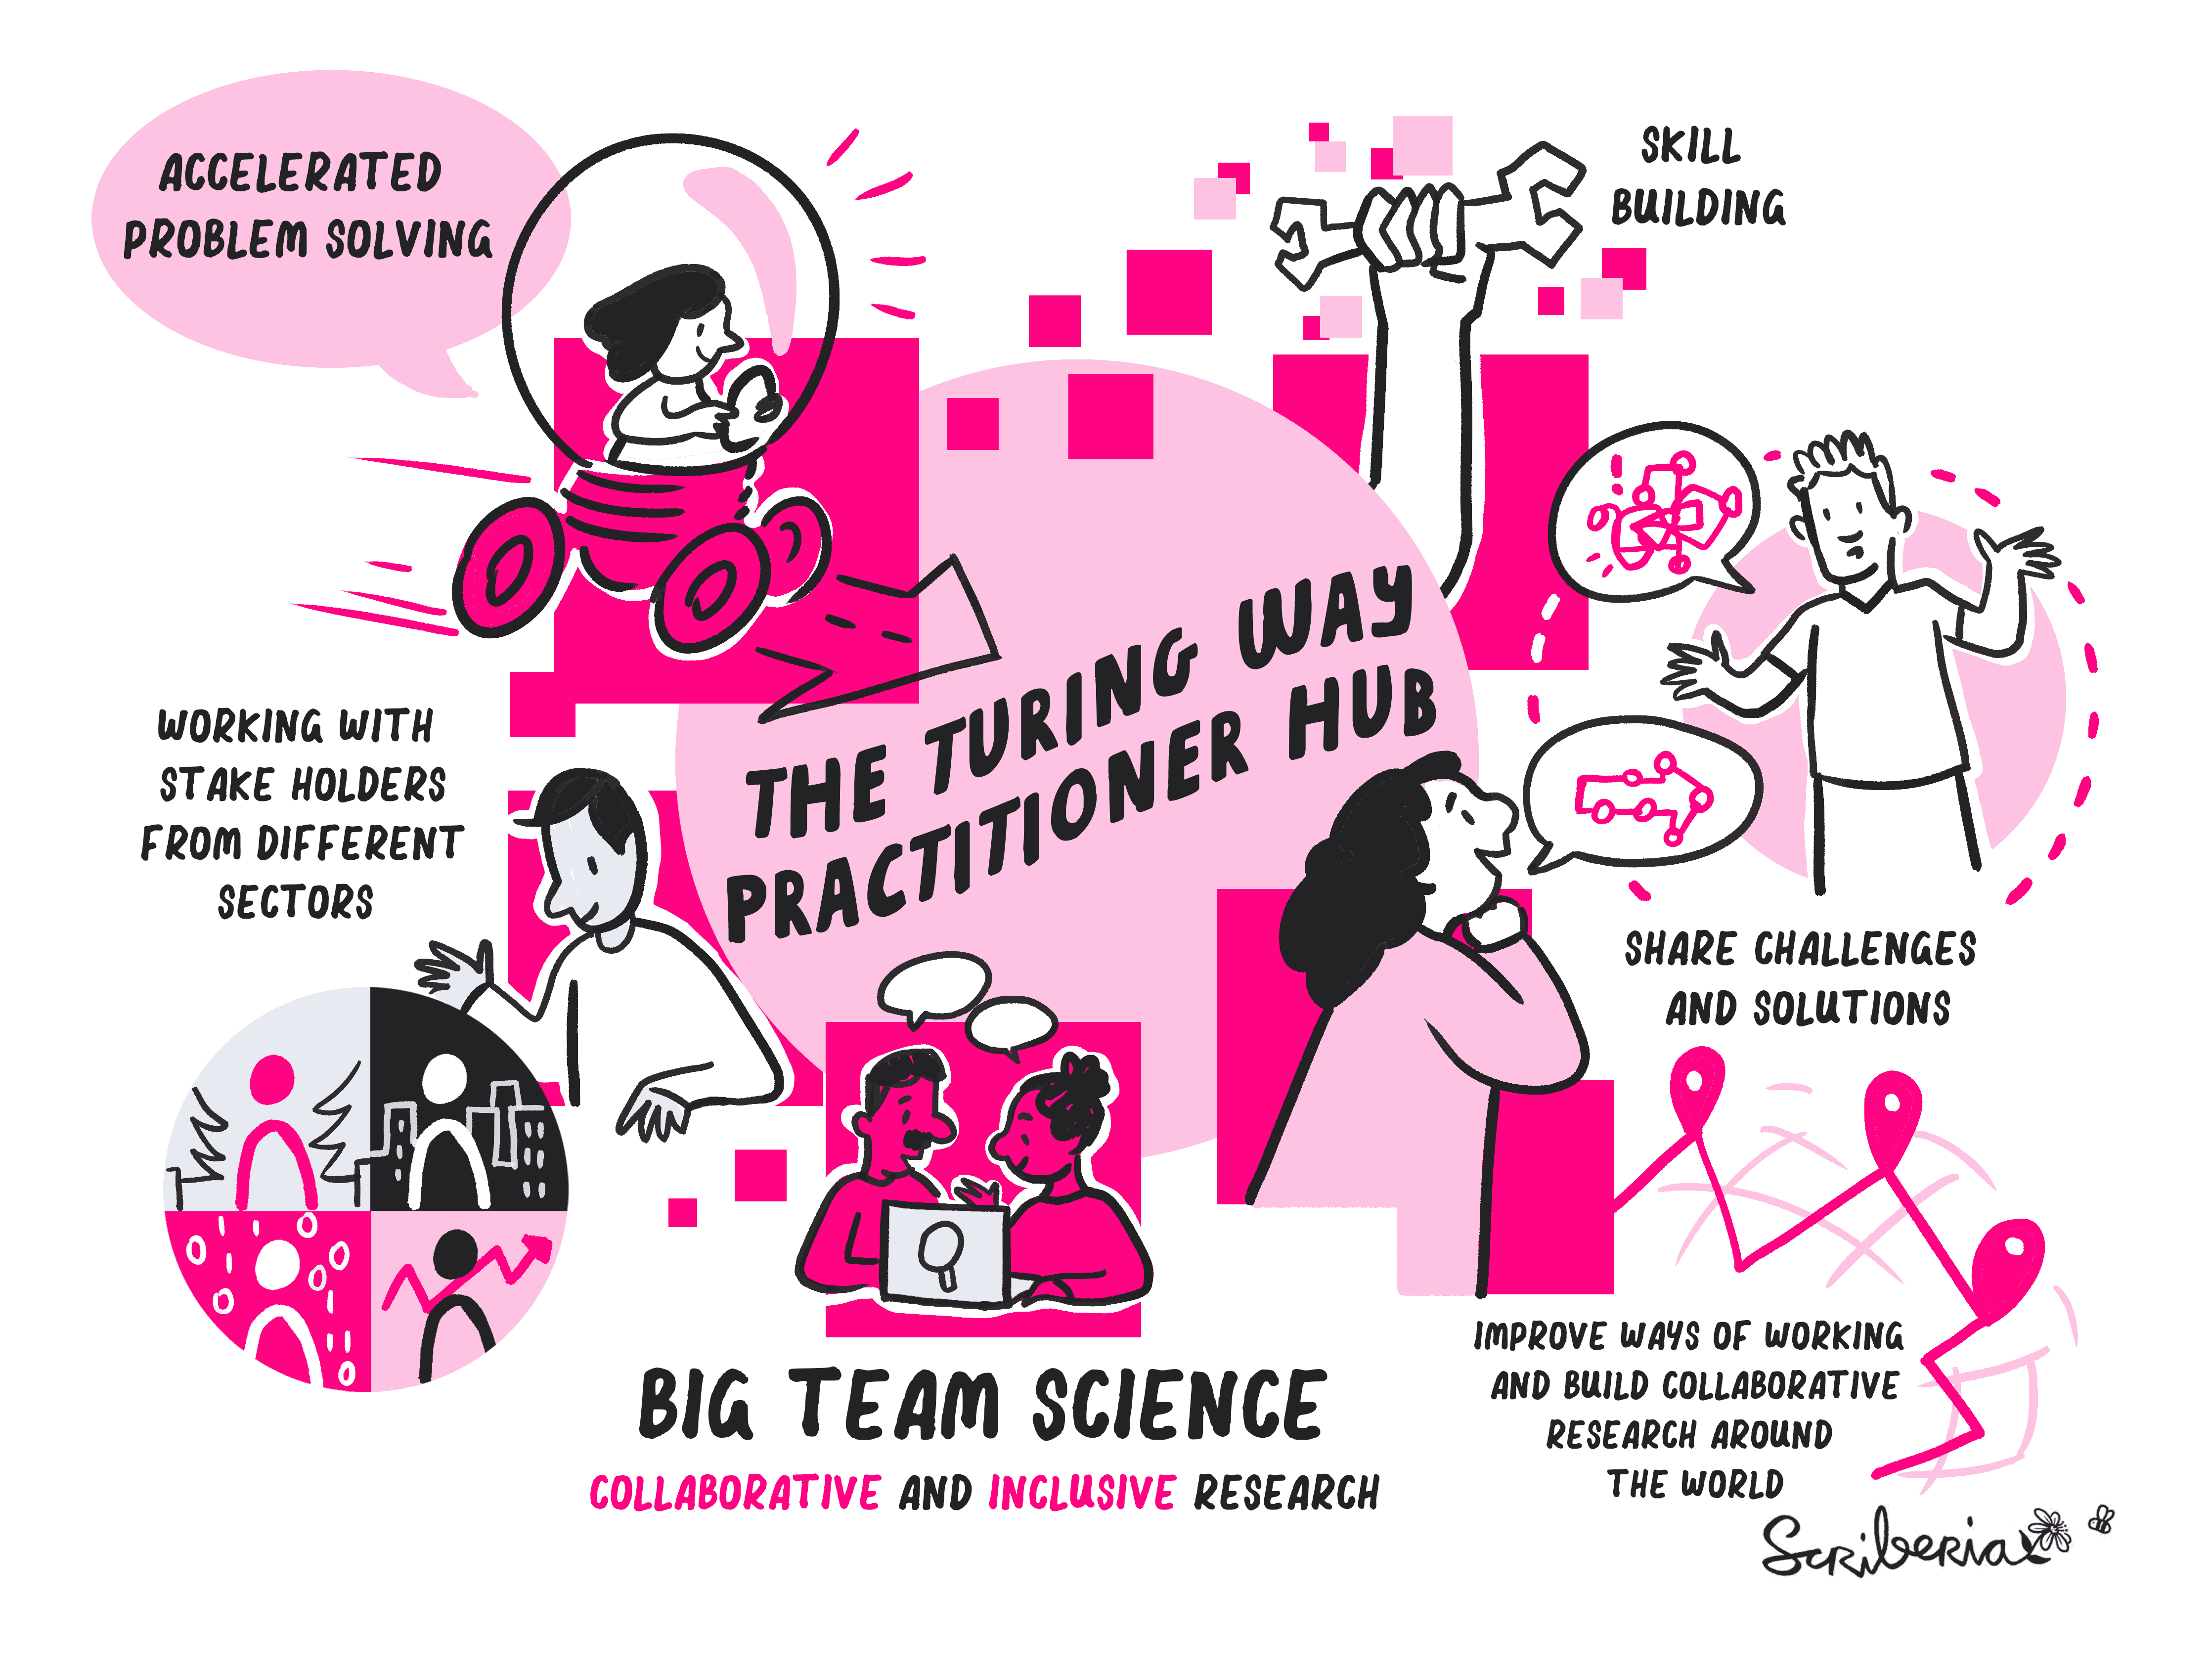 ACCELERATED
PROBLEM SOLVING
SKILL
BUILDING
THE TURING WAY
PRACTITIONER HUB
WORKING WITH
STAKE HOLDERS
FROM DIFFERENT
SECTORS
SHARE CHALLENGES
AND SOLUTIONS
IMPROVE WAYS OF WORKING
AND BUILD COLLABORATIVE
RESEARCH AROUND
THE WORLD
BIG TEAM SCIENCE
COLLABORATIVE AND INCLUSIVE RESEARCH
Scriberia